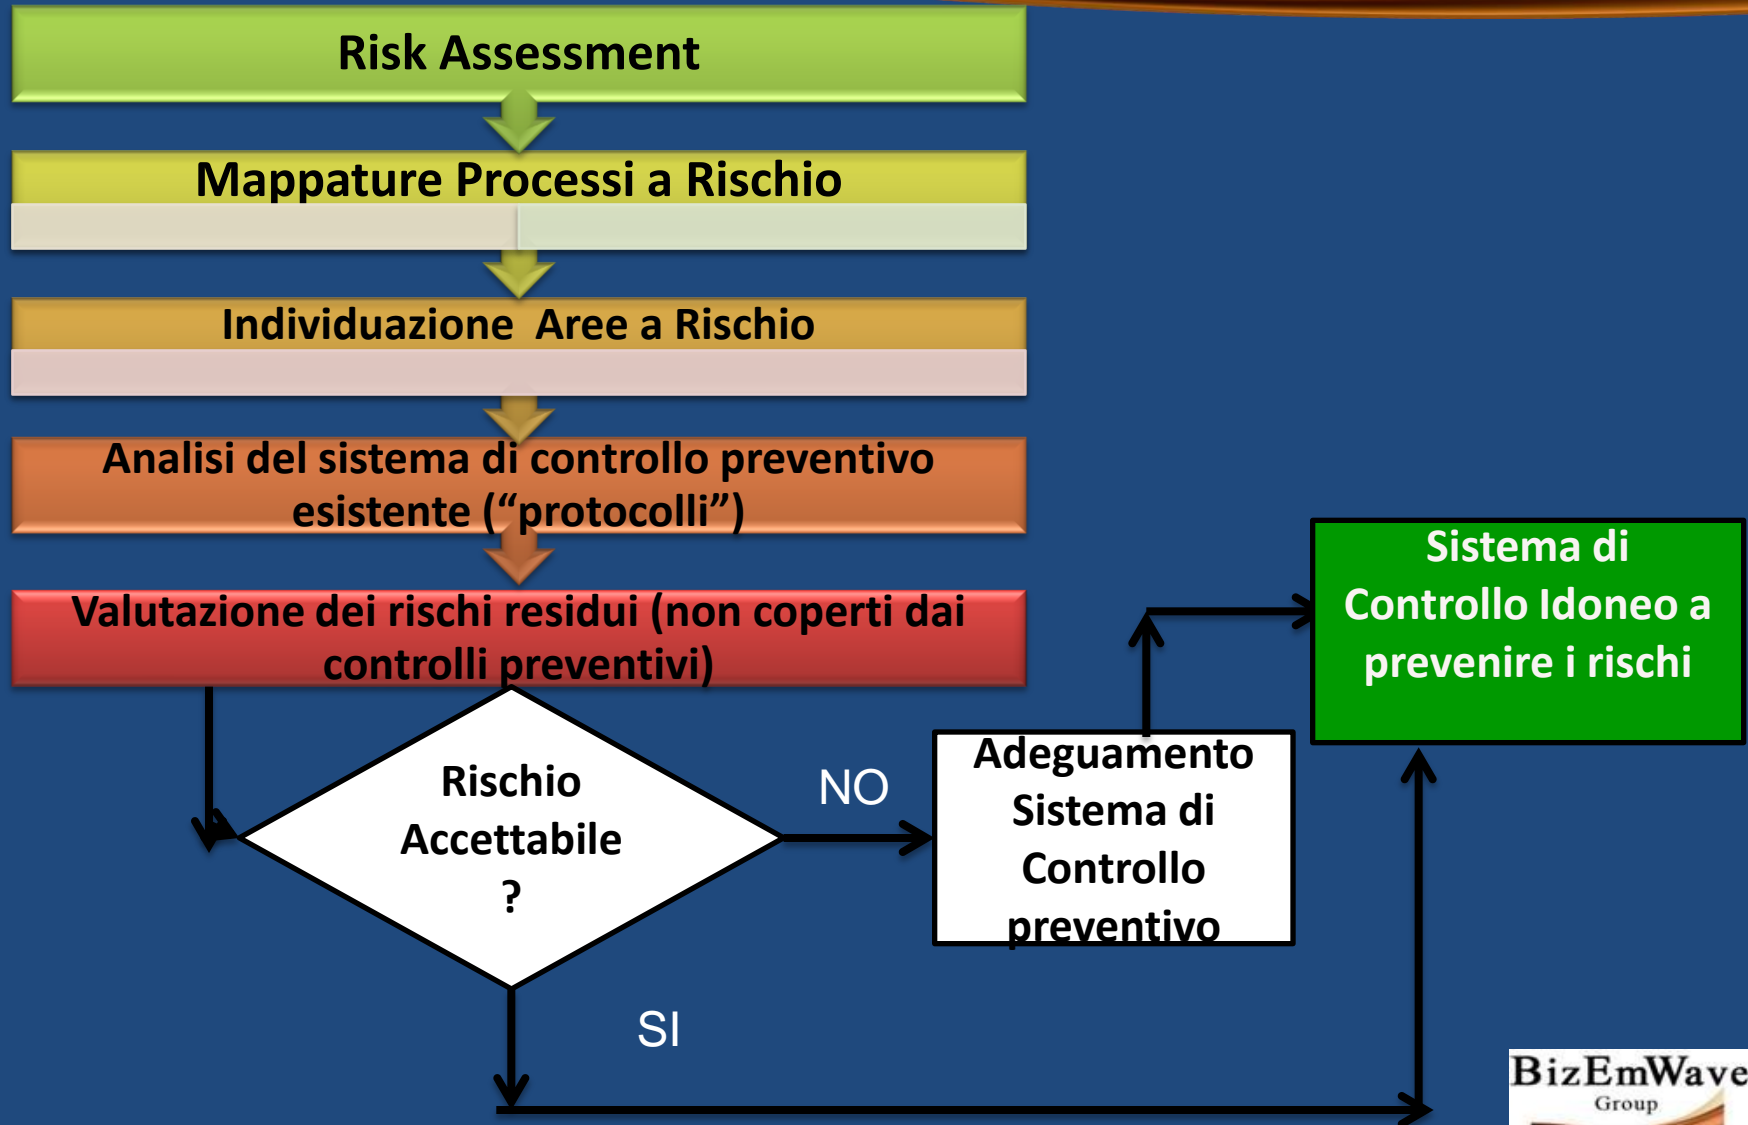 Risk Assessment
Mappature Processi a Rischio
Individuazione Aree a Rischio
Analisi del sistema di controllo preventivo
esistente (“protocolli”)
Valutazione dei rischi residui (non coperti dai
controlli preventivi)
Rischio
Accettabile
?
NO
SI
Adeguamento
Sistema di
Controllo
preventivo
Sistema di
Controllo Idoneo a
prevenire i rischi
BizEmWave
Group